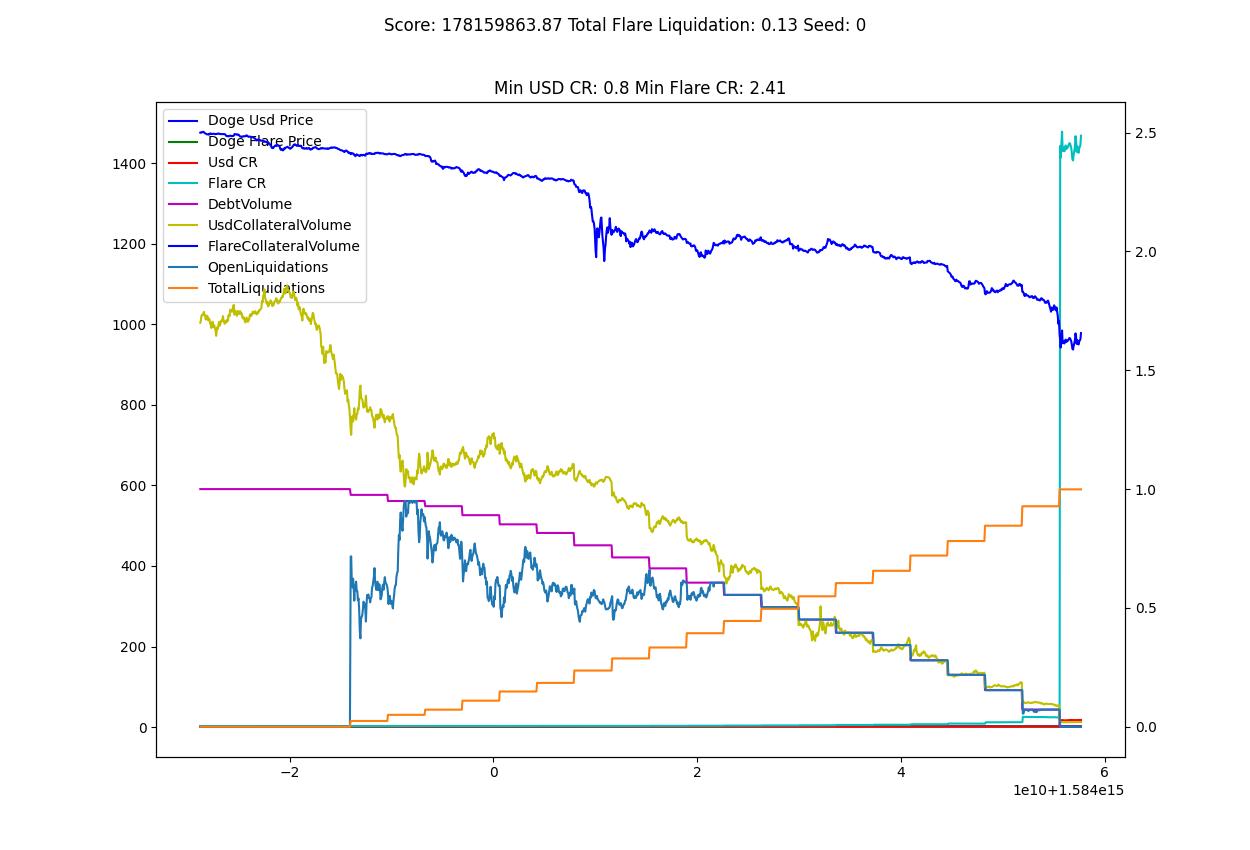 Score: 178159863.87 Total Flare Liquidation: 0.13 Seed: 0
Min USD CR: 0.8 Min Flare CR: 2.41
Doge Usd Price
Doge Flare Price
Usd CR
Flare CR
DebtVolume
UsdCollateralVolume
FlareCollateralVolume
OpenLiquidations
TotalLiquidations
1400
1200
1000
800
600
400
200
0
2.5
2.0
1.5
1.0
0.5
0.0
−2 0 2 4 6
1e10+1.584e15